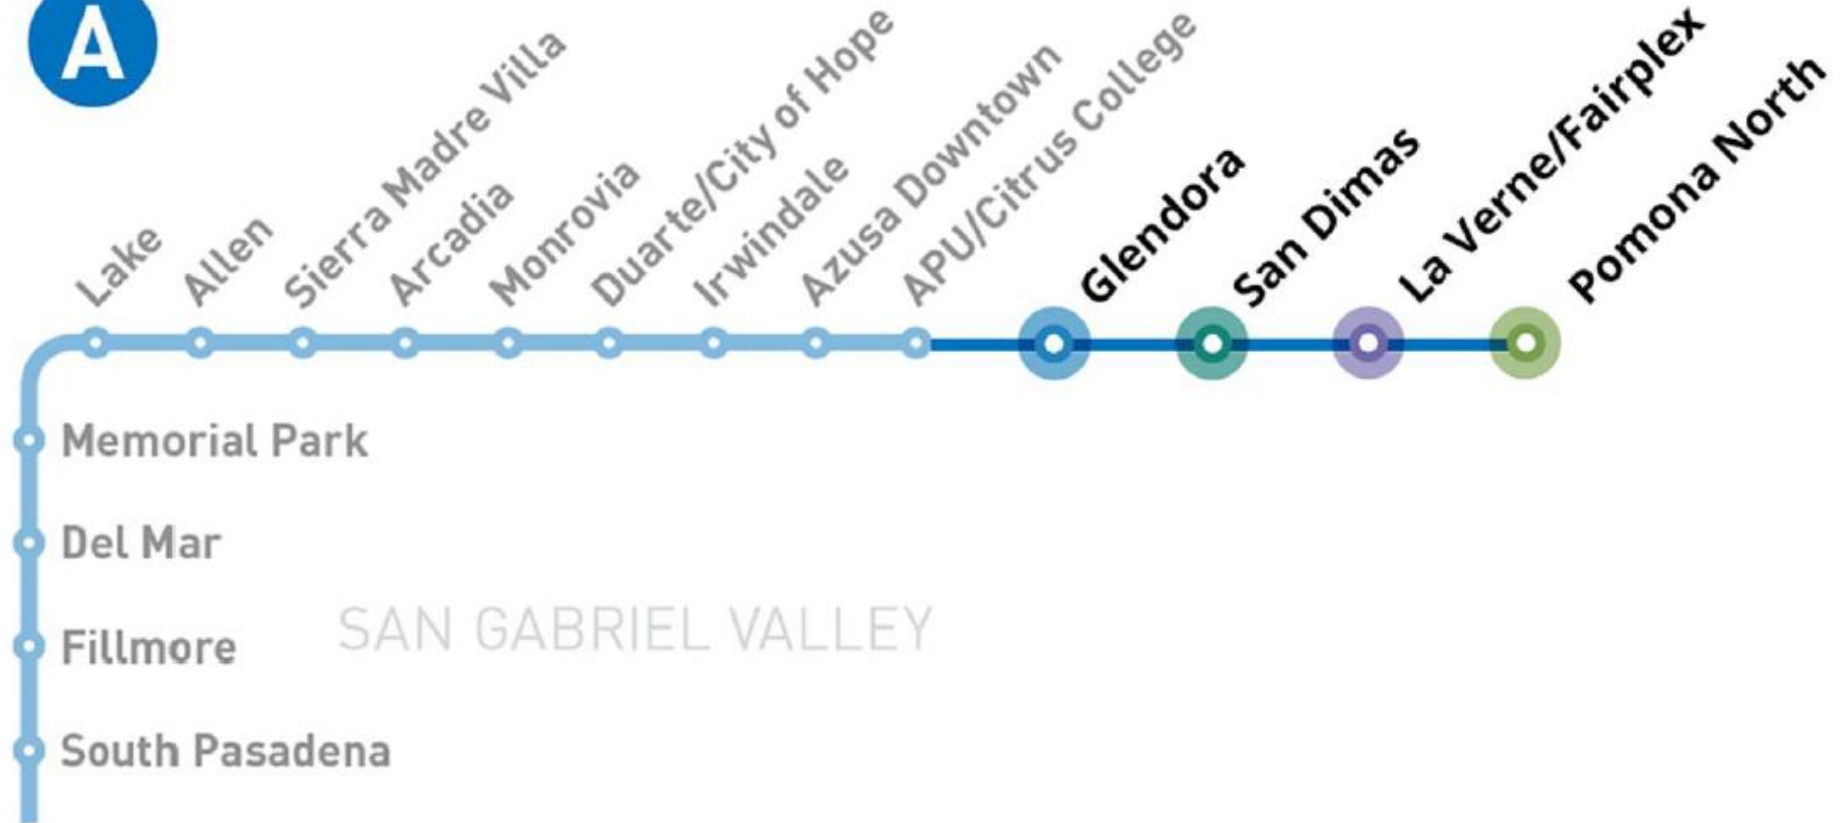 A
Lake
Allen
Sierra Madre Villa
Arcadia
Monrovia
Duarte/City of Hope
Irwindale
Azusa Downtown
APU/Citrus College
Glendora
San Dimas
La Verne/Fairplex
Pomona North
Memorial Park
Del Mar
Fillmore
SAN GABRIEL VALLEY
South Pasadena